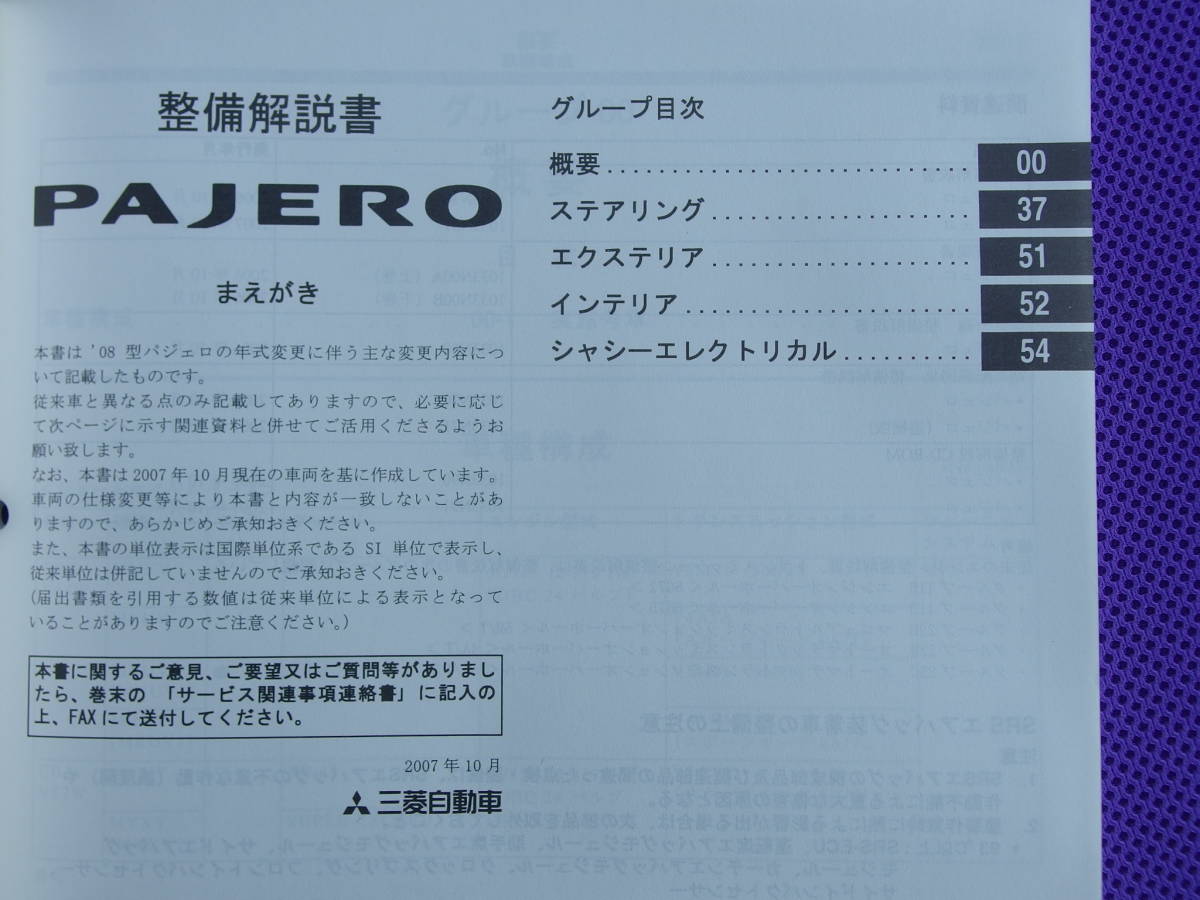 整備解説書
PAJERO
まえがき
本書は '08 型パジェロの年式変更に伴う主な変更内容につ
いて記載したものです。
従来車と異なる点のみ記載してありますので、必要に応じ
て次ページに示す関連資料と併せてご活用くださるようお
願い致します。
なお、本書は 2007 年 10 月現在の車両を基に作成しています。
車両の仕様変更等により本書と内容が一致しないことがあ
りますので、あらかじめご承知おきください。
また、本書の単位表示は国際単位系である SI 単位で表示し、
従来単位は併記していませんのでご承知おきください。
(届出書類を引用する数値は従来単位による表示となって
いることがありますのでご注意ください。)
本書に関するご意見、ご要望又はご質問等がありまし
たら、巻末の 「サービス関連事項連絡書」 に記入の
上、FAX にて送付してください。
2007 年 10 月
三菱自動車
グループ目次
概要............................ 00
ステアリング..................... 37
エクステリア..................... 51
インテリア....................... 52
シャシーエレクトリカル........... 54